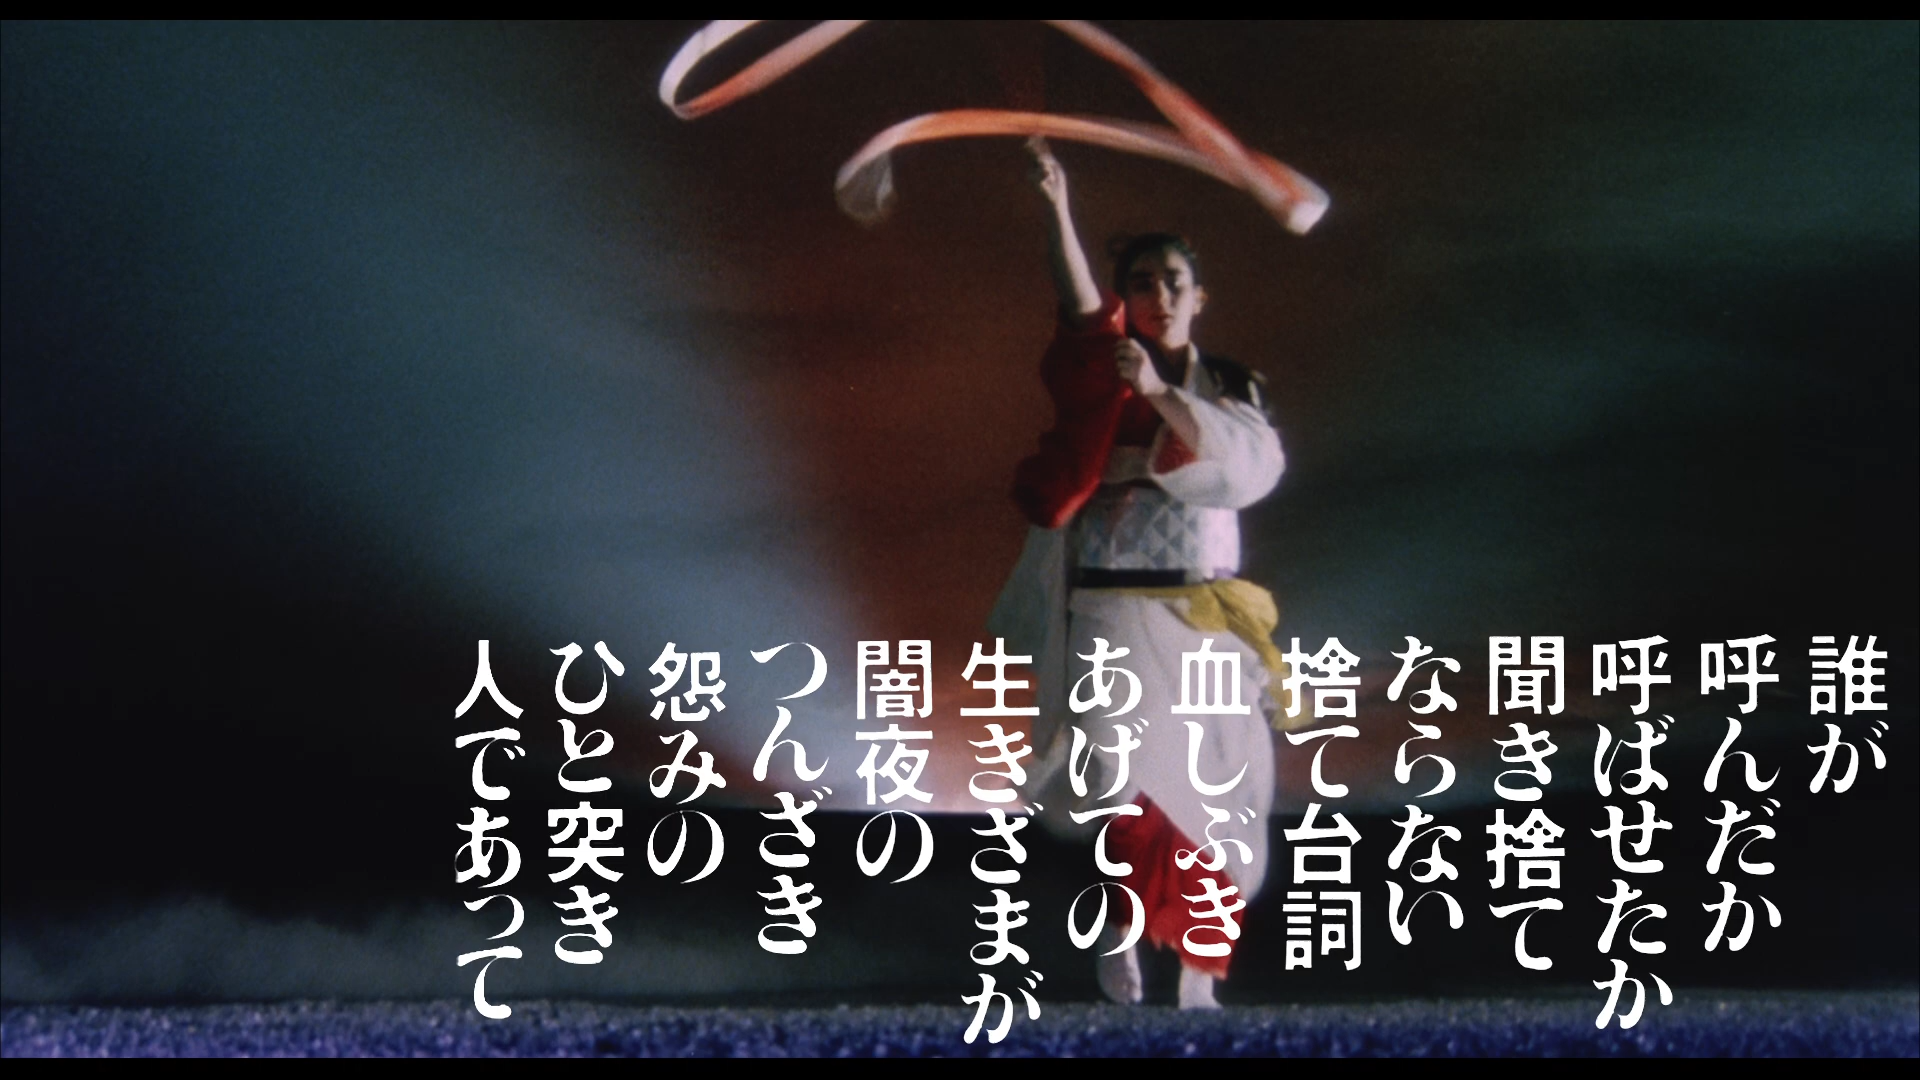 誰が
呼んだか
呼ばせたか
聞き捨て
ならない
捨て台詞
血しぶき
あげての
生きざまが
闇夜の
つんざき
怨みの
ひと突き
人であって